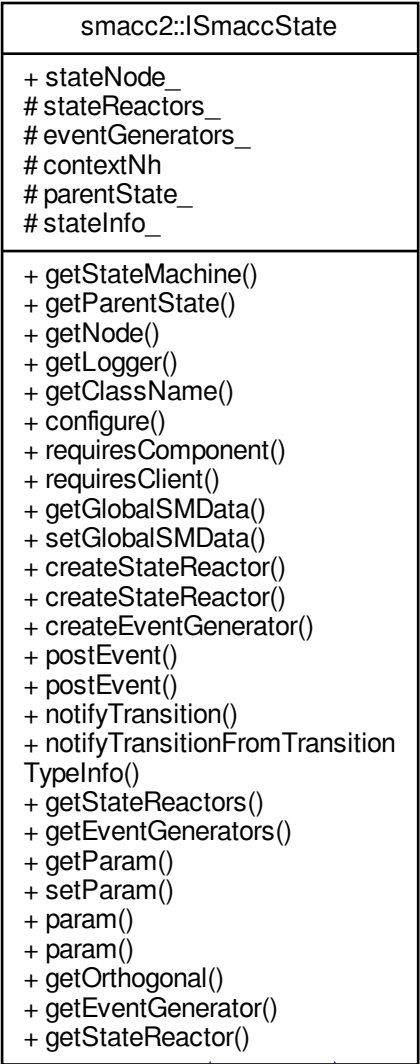 smacc2::ISmaccState
+ stateNode_
# stateReactors_
# eventGenerators_
# contextNh
# parentState_
# stateInfo_
+ getStateMachine()
+ getParentState()
+ getNode()
+ getLogger()
+ getClassName()
+ configure()
+ requiresComponent()
+ requiresClient()
+ getGlobalSMData()
+ setGlobalSMData()
+ createStateReactor()
+ createStateReactor()
+ createEventGenerator()
+ postEvent()
+ postEvent()
+ notifyTransition()
+ notifyTransitionFromTransition
TypeInfo()
+ getStateReactors()
+ getEventGenerators()
+ getParam()
+ setParam()
+ param()
+ param()
+ getOrthogonal()
+ getEventGenerator()
+ getStateReactor()